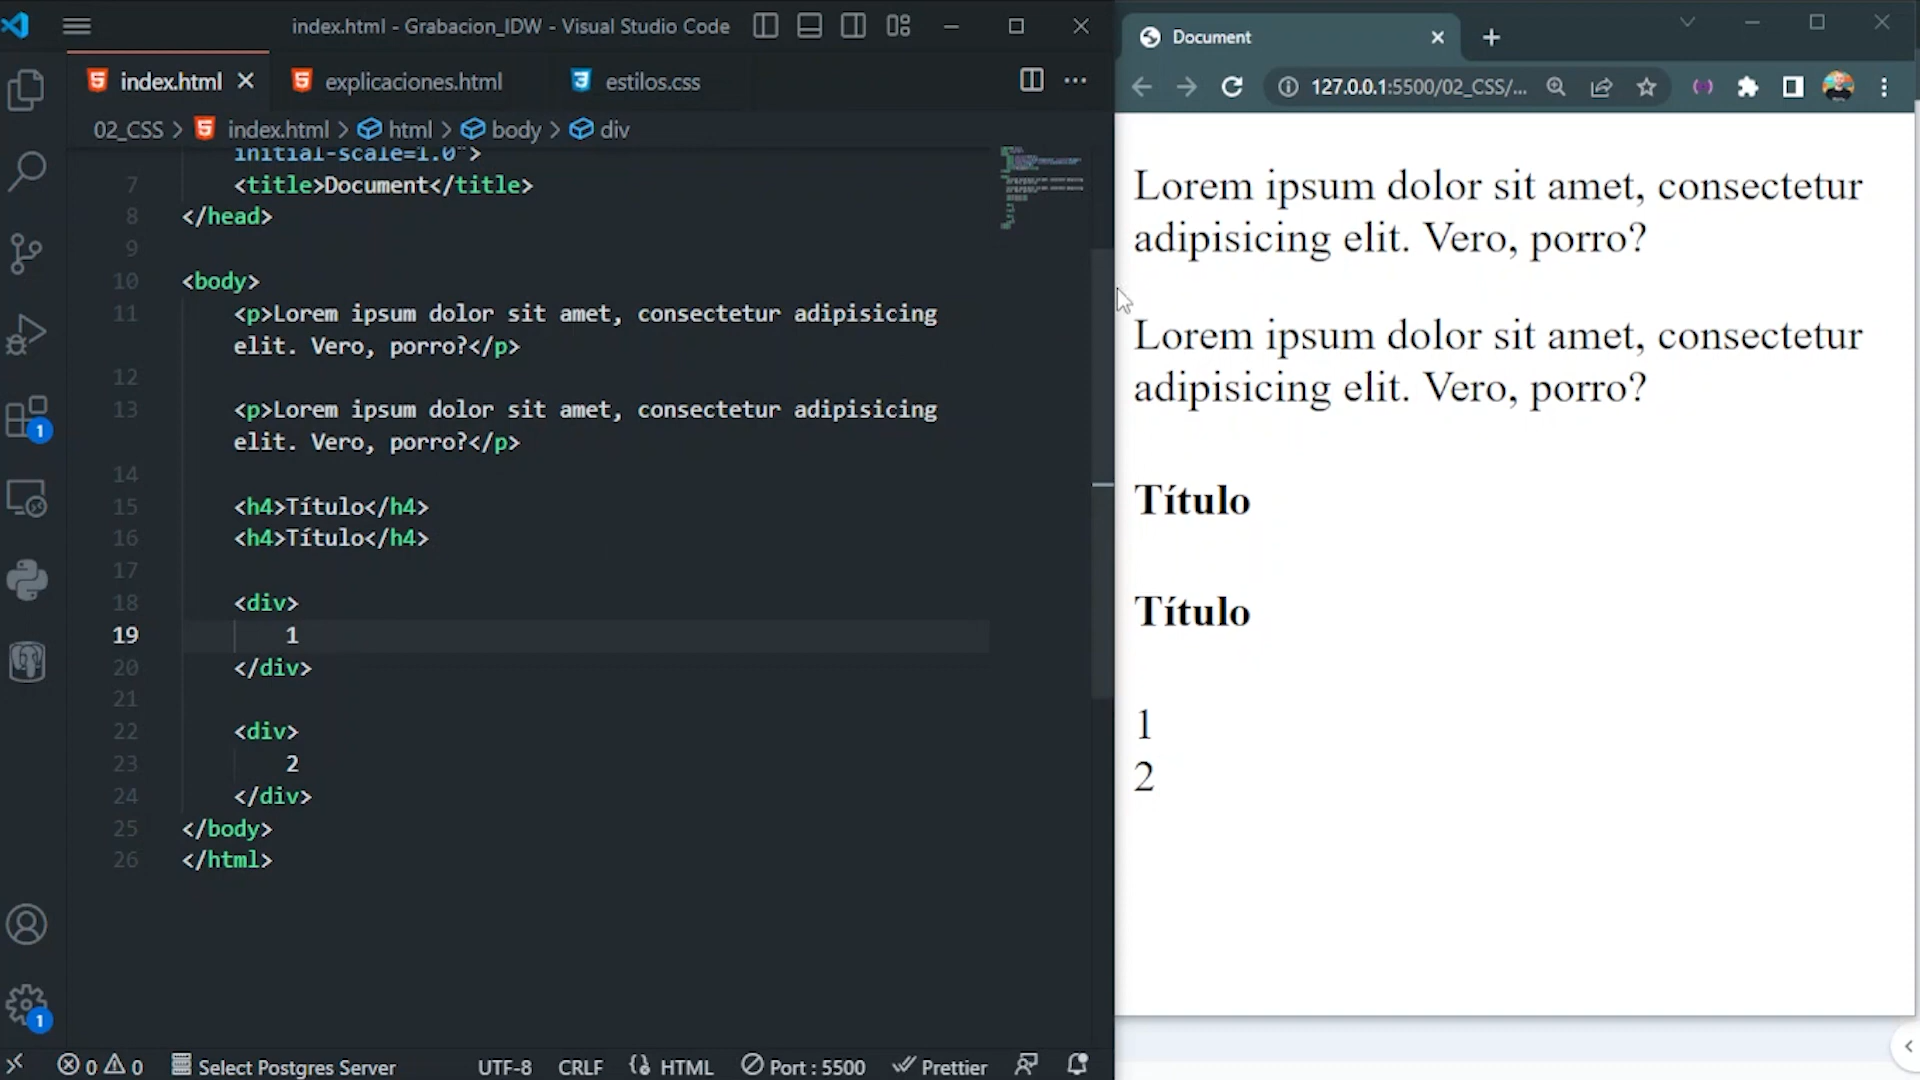 index.html - Grabacion_IDW - Visual Studio Code
index.html
explicaciones.html
estilos.css
02_CSS > index.html > html > body > div
initial-scale=1.0">
7 <title>Document</title>
8 </head>
9
10 <body>
11 <p>Lorem ipsum dolor sit amet, consectetur adipisicing
elit. Vero, porro?</p>
12
13 <p>Lorem ipsum dolor sit amet, consectetur adipisicing
elit. Vero, porro?</p>
14
15 <h4>Título</h4>
16 <h4>Título</h4>
17
18 <div>
19 1
20 </div>
21
22 <div>
23 2
24 </div>
25 </body>
26 </html>
1
1
0 0 Select Postgres Server UTF-8 CRLF HTML Port : 5500 Prettier
Document
127.0.0.1:5500/02_CSS/...
Lorem ipsum dolor sit amet, consectetur
adipisicing elit. Vero, porro?
Lorem ipsum dolor sit amet, consectetur
adipisicing elit. Vero, porro?
Título
Título
1
2